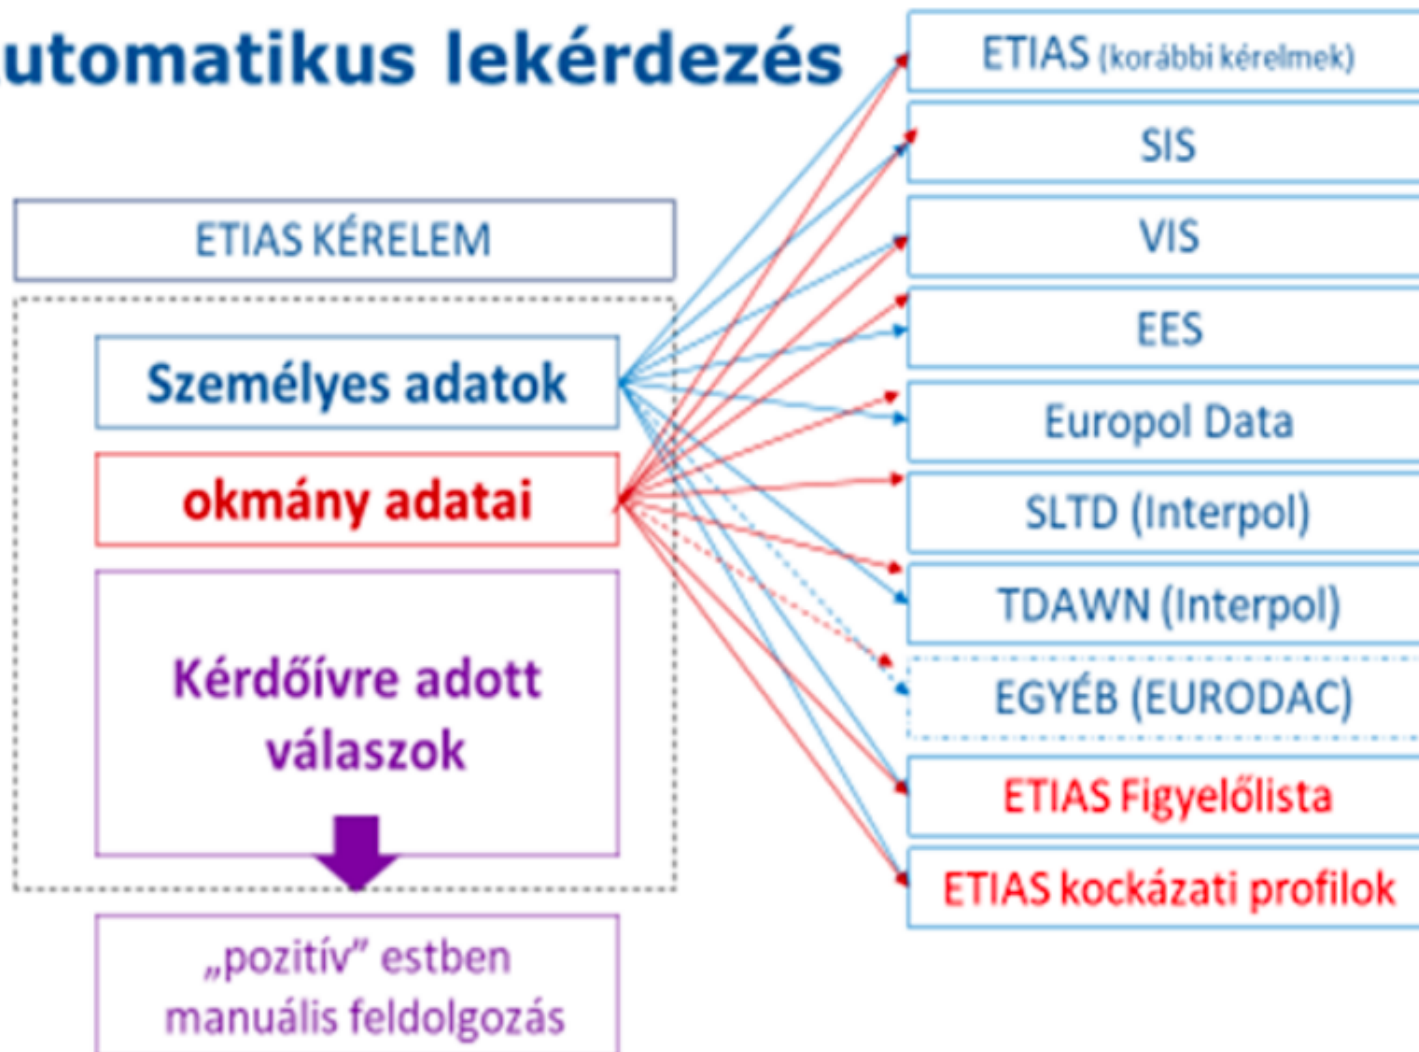 utomatikus lekérdezés
ETIAS KÉRELEM
Személyes adatok
okmány adatai
Kérdőívre adott
válaszok
„pozitív” estben
manuális feldolgozás
ETIAS (korábbi kérelmek)
SIS
VIS
EES
Europol Data
SLTD (Interpol)
TDAWN (Interpol)
EGYÉB (EURODAC)
ETIAS Figyelőlista
ETIAS kockázati profilok